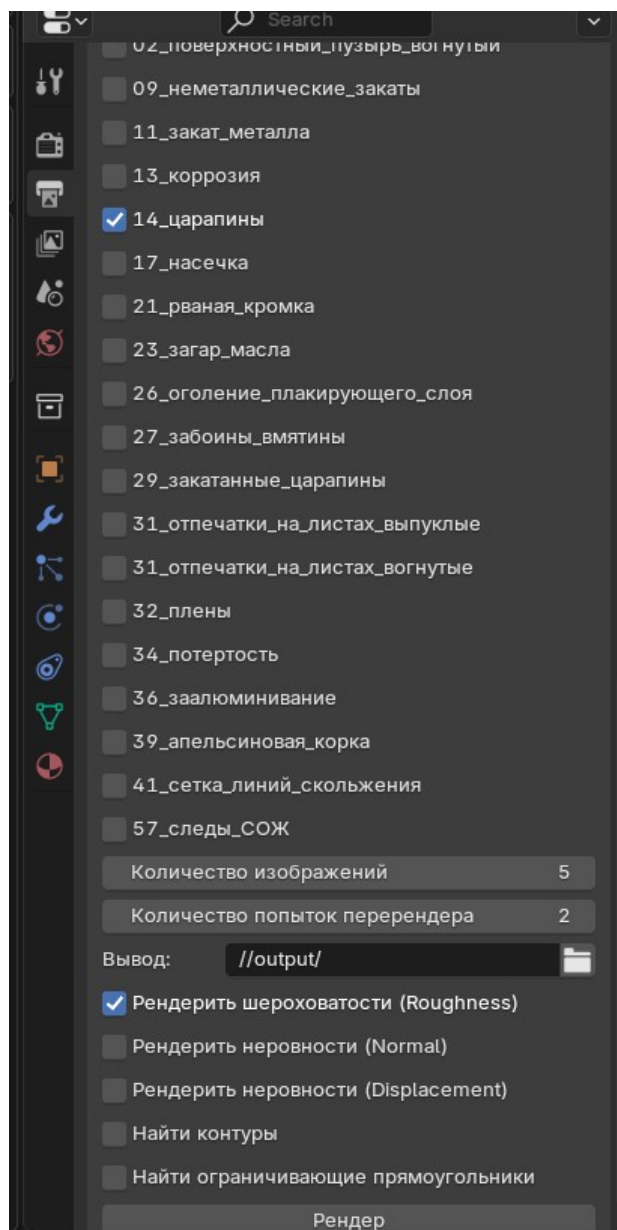 Search
02_поверхностный_пузырь_вогнутый
09_неметаллические_закаты
11_закат_металла
13_коррозия
14_царапины
17_насечка
21_рваная_кромка
23_загар_масла
26_оголение_плакирующего_слоя
27_забоины_вмятины
29_закатанные_царапины
31_отпечатки_на_листах_выпуклые
31_отпечатки_на_листах_вогнутые
32_плены
34_потертость
36_заалюминивание
39_апельсиновая_корка
41_сетка_линий_скольжения
57_следы_СОЖ
Количество изображений 5
Количество попыток перерендера 2
Вывод: //output/
Рендерить шероховатости (Roughness)
Рендерить неровности (Normal)
Рендерить неровности (Displacement)
Найти контуры
Найти ограничивающие прямоугольники
Рендер